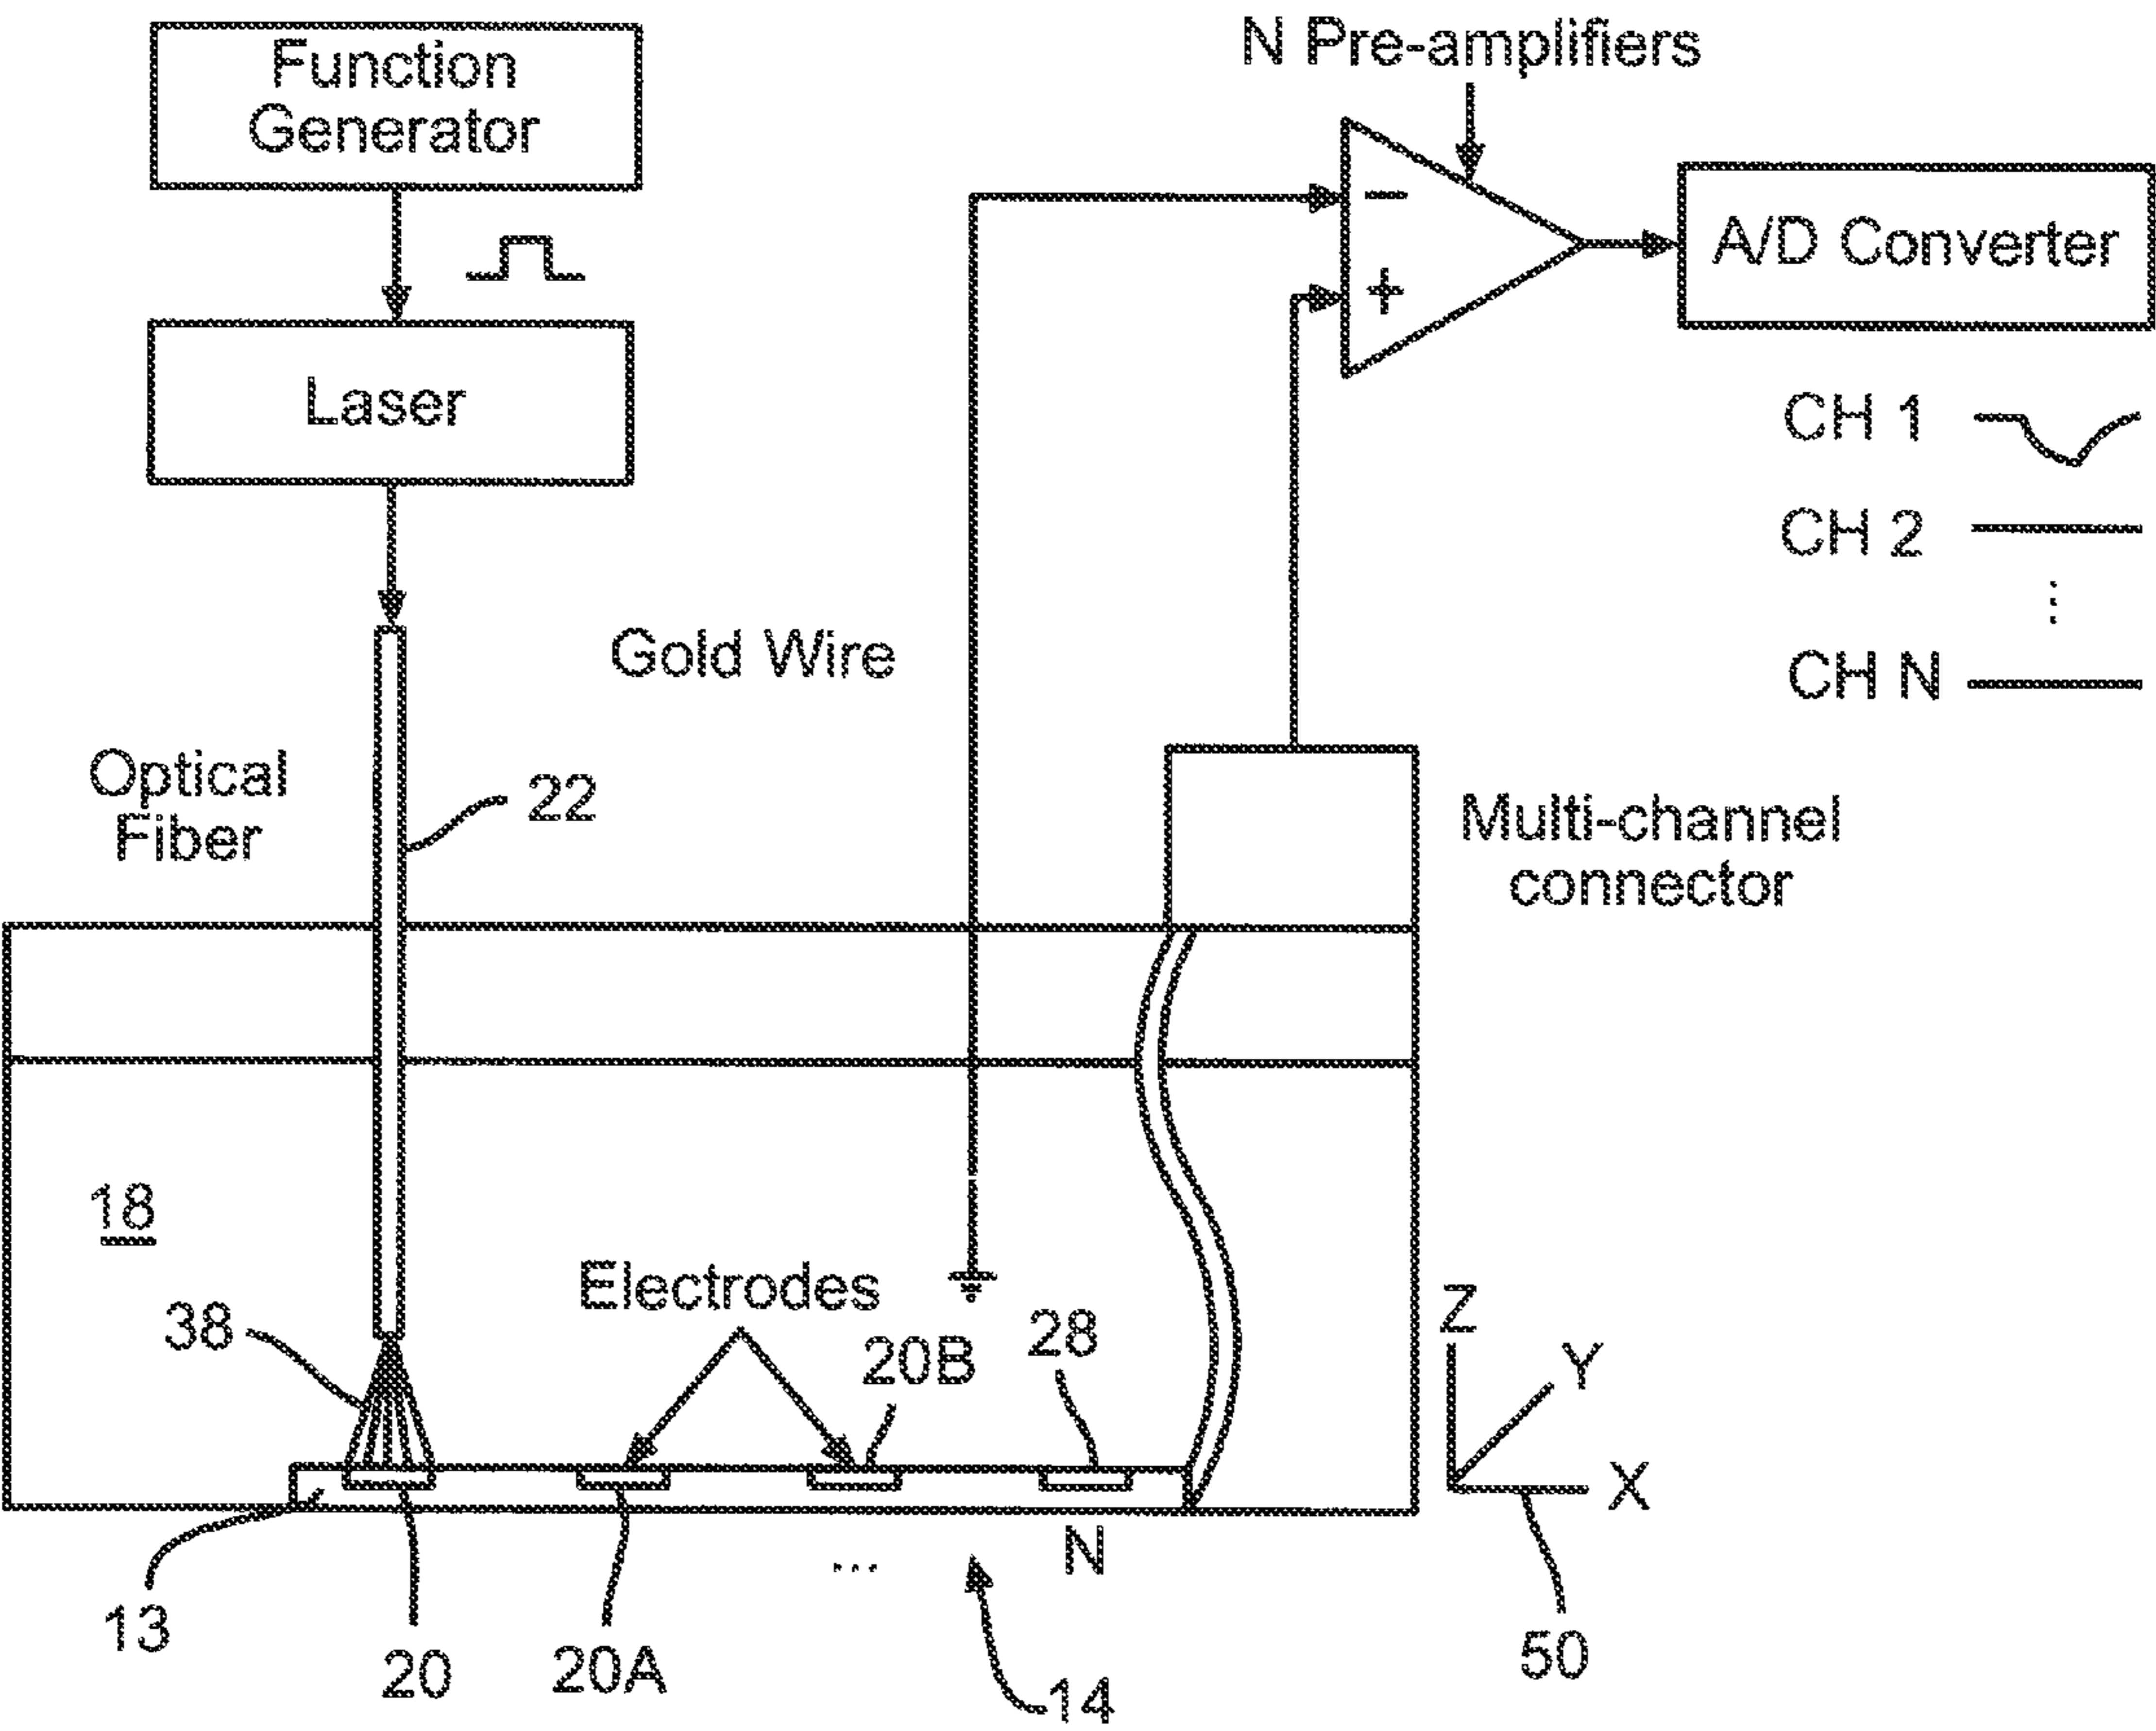 Function
Generator
N Pre-amplifiers
−
+
A/D Converter
Laser
CH 1
CH 2
⋮
CH N
Gold Wire
Optical
Fiber
22
Multi-channel
connector
18
Electrodes
38
20B
28
Z
Y
X
...
N
13
20
20A
14
50